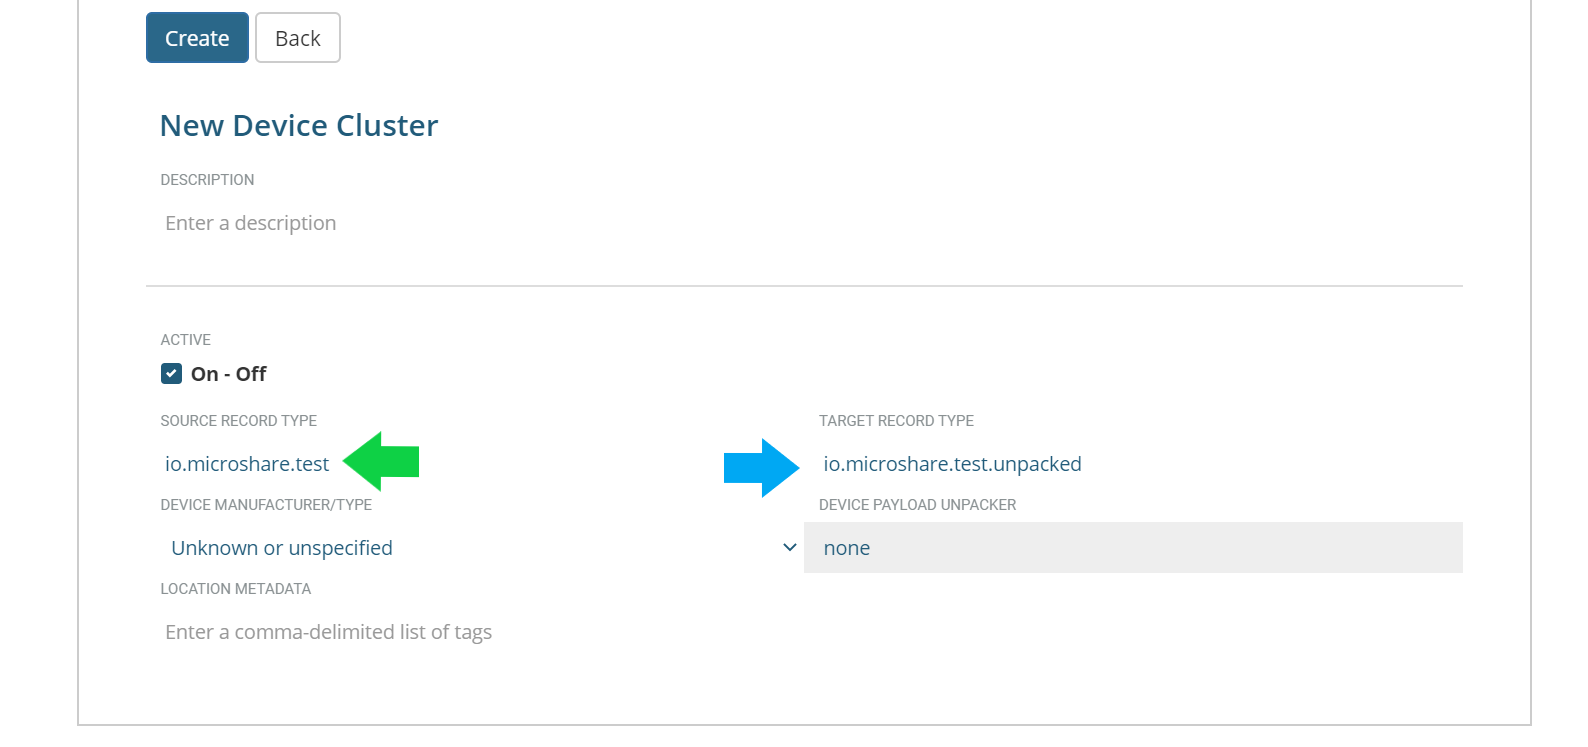 Create Back
New Device Cluster
DESCRIPTION
Enter a description
ACTIVE
On - Off
SOURCE RECORD TYPE TARGET RECORD TYPE
io.microshare.test io.microshare.test.unpacked
DEVICE MANUFACTURER/TYPE DEVICE PAYLOAD UNPACKER
Unknown or unspecified none
LOCATION METADATA
Enter a comma-delimited list of tags